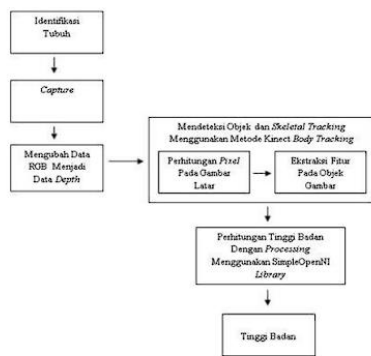 Identifikasi
Tubuh
Capture
Mengubah Data
RGB Menjadi
Data Depth
Mendeteksi Objek dan Skeletal Tracking
Menggunakan Metode Kinect Body Tracking
Perhitungan Pixel
Pada Gambar
Latar
Ekstraksi Fitur
Pada Objek
Gambar
Perhitungan Tinggi Badan
Dengan Processing
Menggunakan SimpleOpenNI
Library
Tinggi Badan